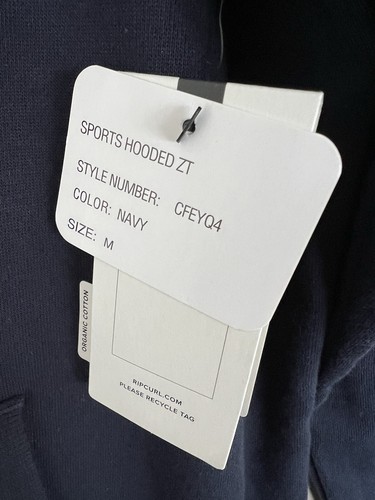 SPORTS HOODED ZT
STYLE NUMBER: CFEYQ4
COLOR: NAVY
SIZE: M
ORGANIC COTTON
RIPCURL.COM
PLEASE RECYCLE TAG